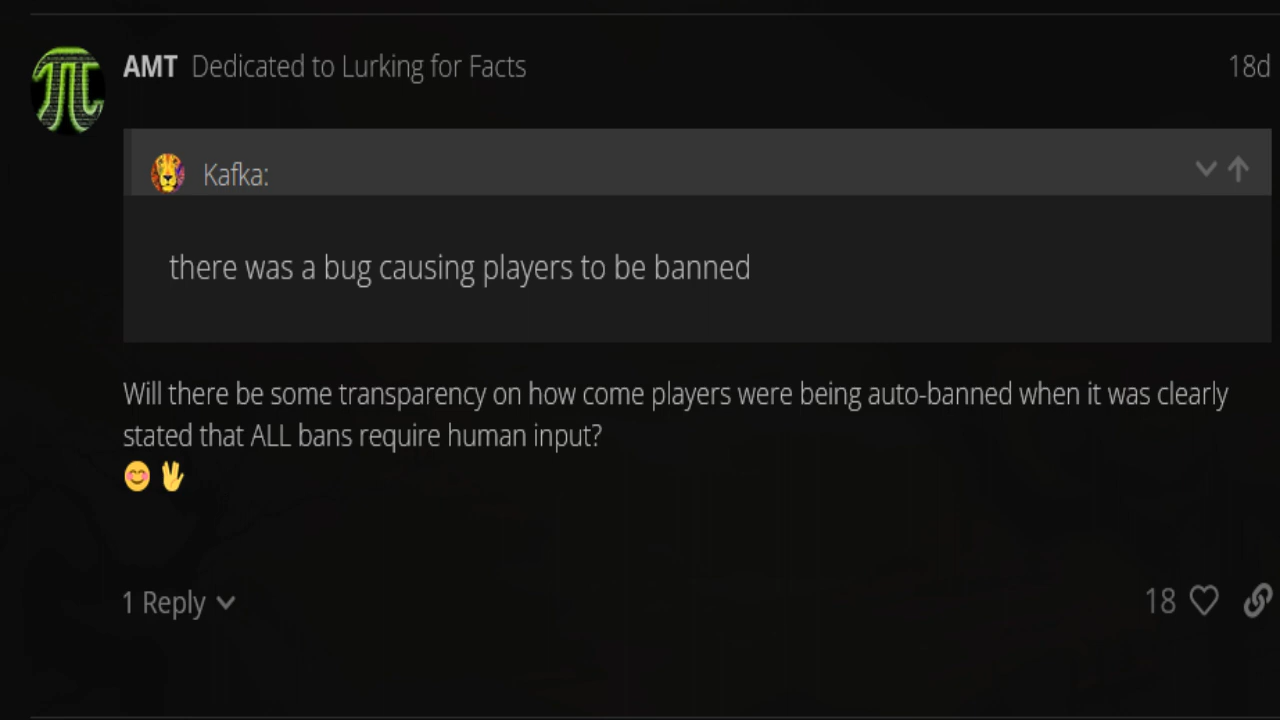 AMT Dedicated to Lurking for Facts 18d
Kafka:
there was a bug causing players to be banned
Will there be some transparency on how come players were being auto-banned when it was clearly
stated that ALL bans require human input?
😊 🖖
1 Reply 18